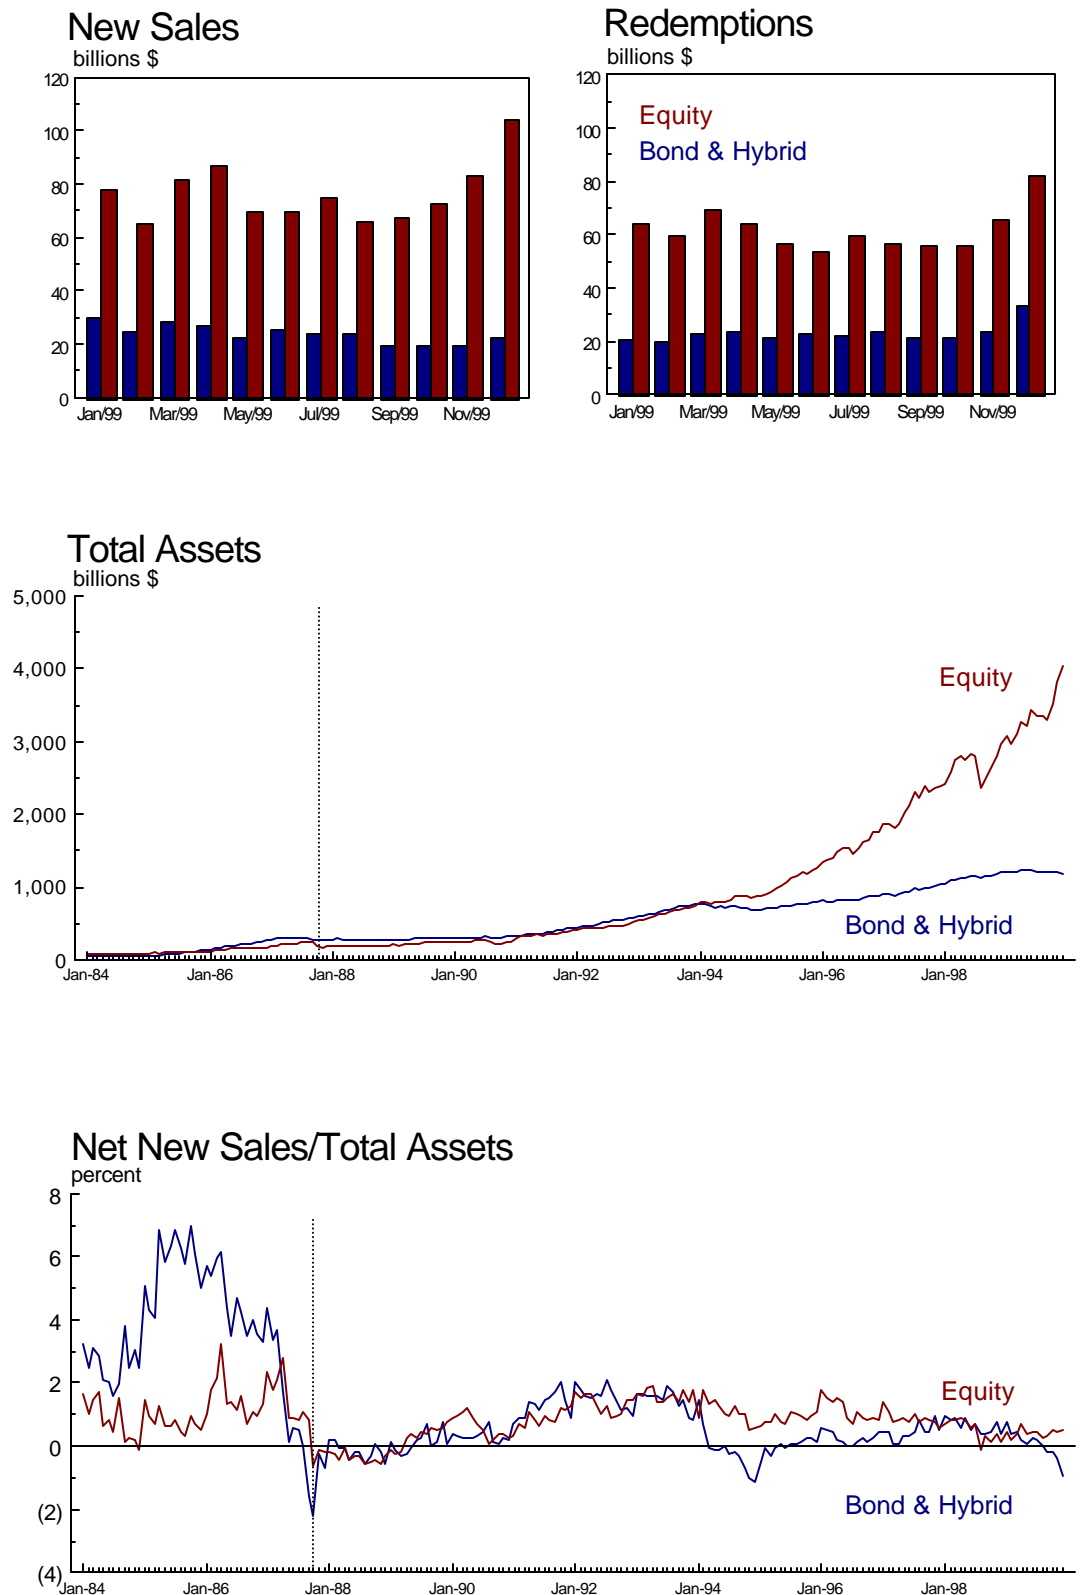 New Sales
billions $
120
100
80
60
40
20
0
Jan/99 Mar/99 May/99 Jul/99 Sep/99 Nov/99
Redemptions
billions $
120
100
80
60
40
20
0
Equity
Bond & Hybrid
Jan/99 Mar/99 May/99 Jul/99 Sep/99 Nov/99
Total Assets
billions $
5,000
4,000
3,000
2,000
1,000
0
Equity
Bond & Hybrid
Jan-84 Jan-86 Jan-88 Jan-90 Jan-92 Jan-94 Jan-96 Jan-98
Net New Sales/Total Assets
percent
8
6
4
2
0
(2)
(4)
Equity
Bond & Hybrid
Jan-84 Jan-86 Jan-88 Jan-90 Jan-92 Jan-94 Jan-96 Jan-98